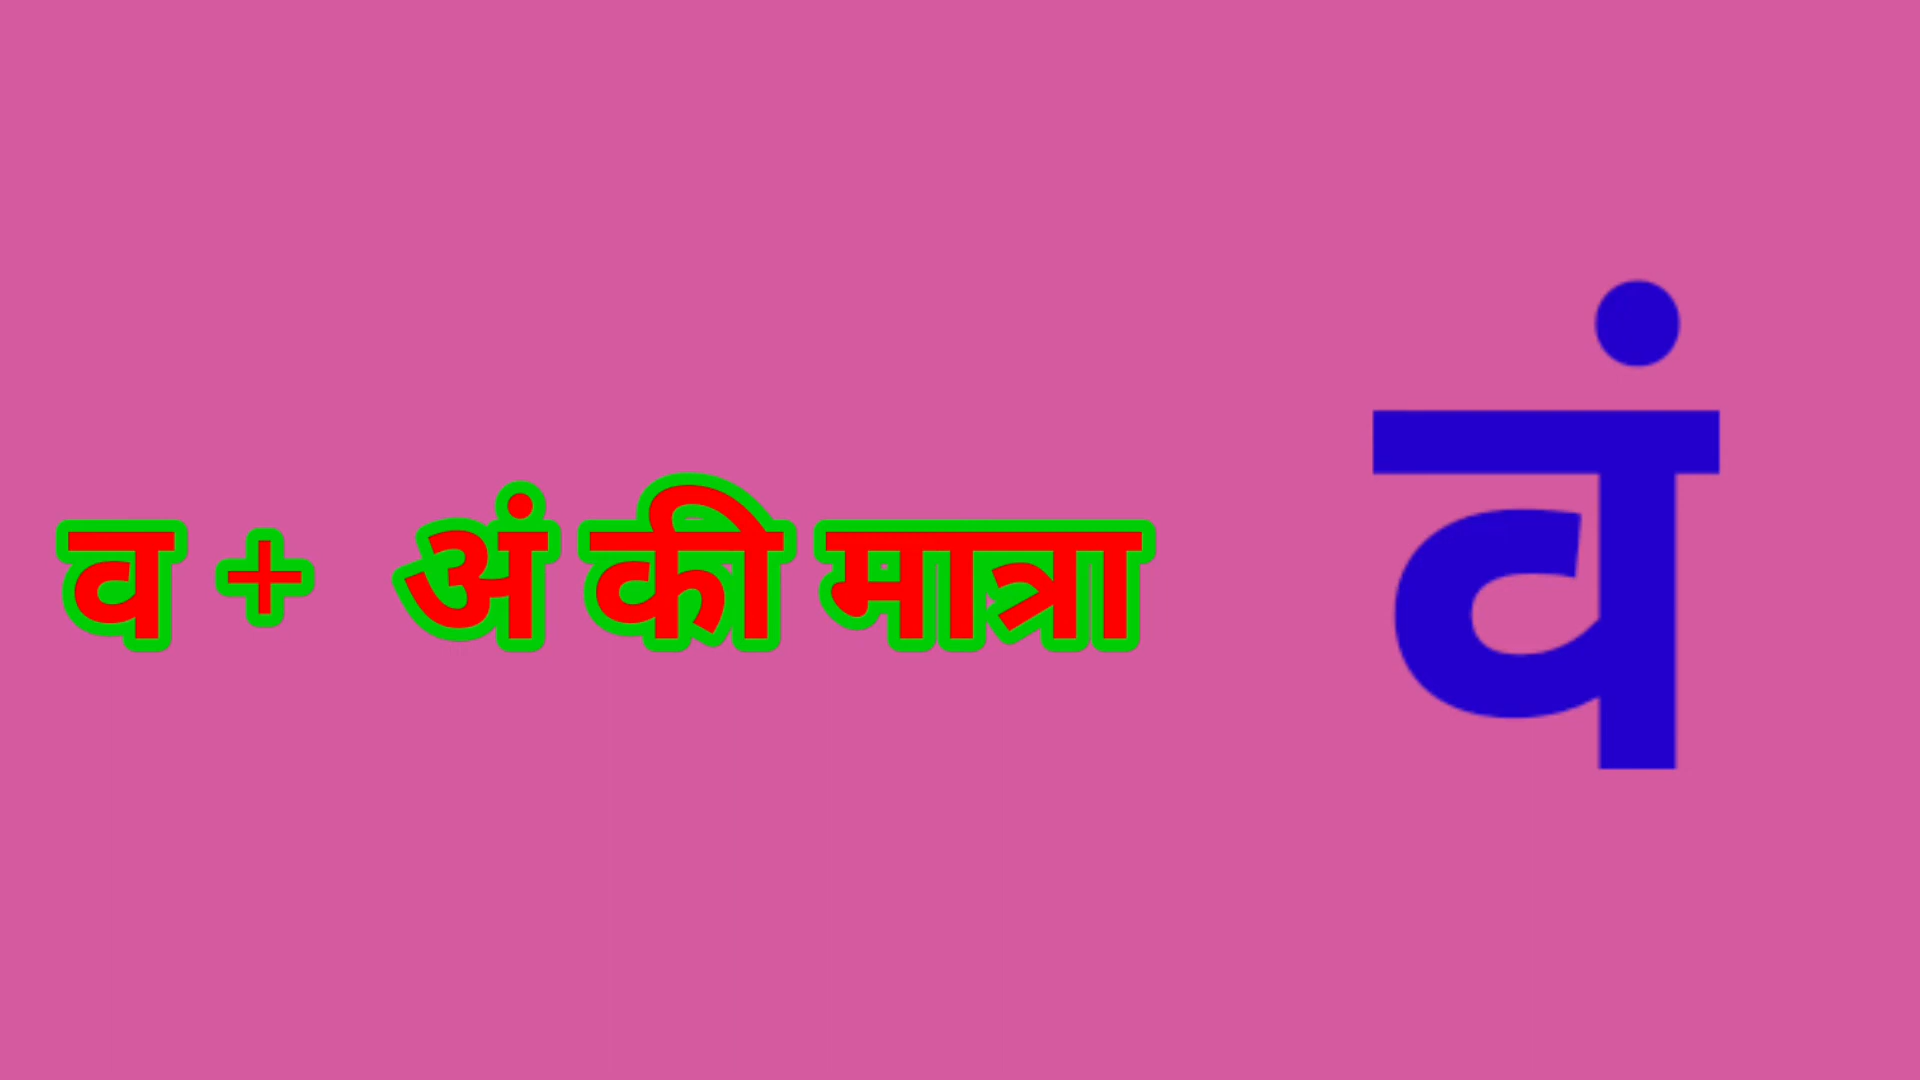 व + अं की मात्रा वं